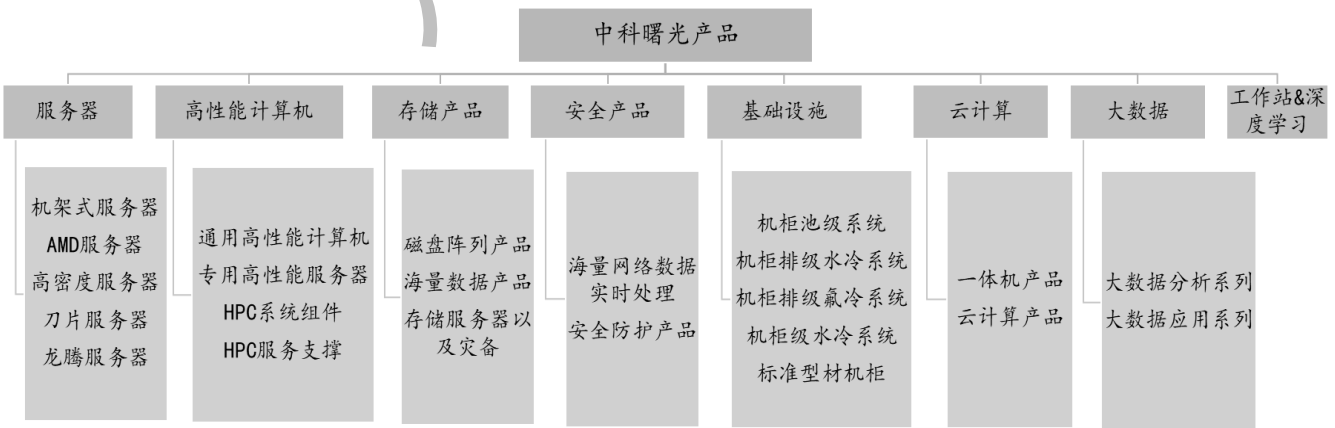 中科曙光产品
服务器
高性能计算机
存储产品
安全产品
基础设施
云计算
大数据
工作站&深
度学习
机架式服务器
AMD服务器
高密度服务器
刀片服务器
龙腾服务器
通用高性能计算机
专用高性能服务器
HPC系统组件
HPC服务支撑
磁盘阵列产品
海量数据产品
存储服务器以
及灾备
海量网络数据
实时处理
安全防护产品
机柜池级系统
机柜排级水冷系统
机柜排级氟冷系统
机柜级水冷系统
标准型材机柜
一体机产品
云计算产品
大数据分析系列
大数据应用系列